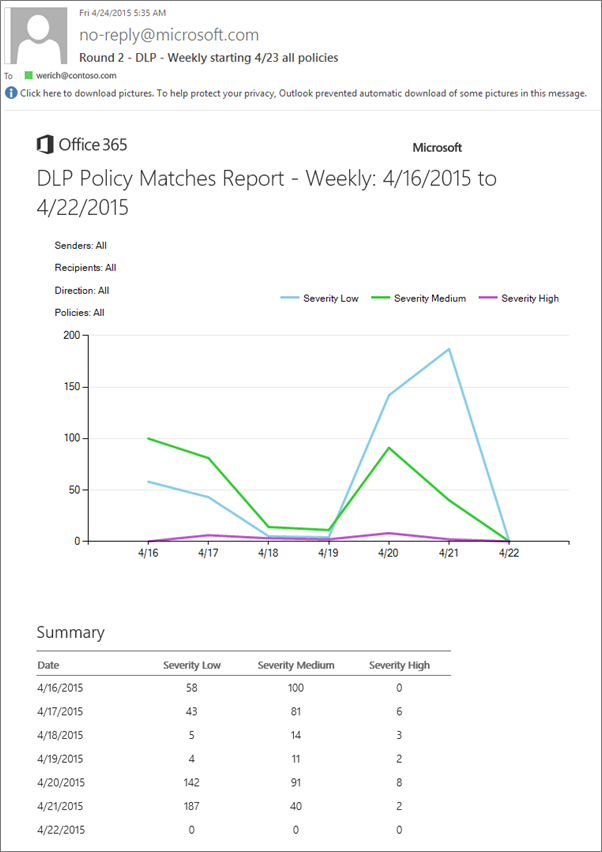 Fri 4/24/2015 5:35 AM
no-reply@microsoft.com
Round 2 - DLP - Weekly starting 4/23 all policies
To werich@contoso.com
Click here to download pictures. To help protect your privacy, Outlook prevented automatic download of some pictures in this message.
Office 365 Microsoft
DLP Policy Matches Report - Weekly: 4/16/2015 to
4/22/2015
Senders: All
Recipients: All
Direction: All
Policies: All
Severity Low Severity Medium Severity High
200
150
100
50
0
4/16 4/17 4/18 4/19 4/20 4/21 4/22
Summary
Date Severity Low Severity Medium Severity High
4/16/2015 58 100 0
4/17/2015 43 81 6
4/18/2015 5 14 3
4/19/2015 4 11 2
4/20/2015 142 91 8
4/21/2015 187 40 2
4/22/2015 0 0 0